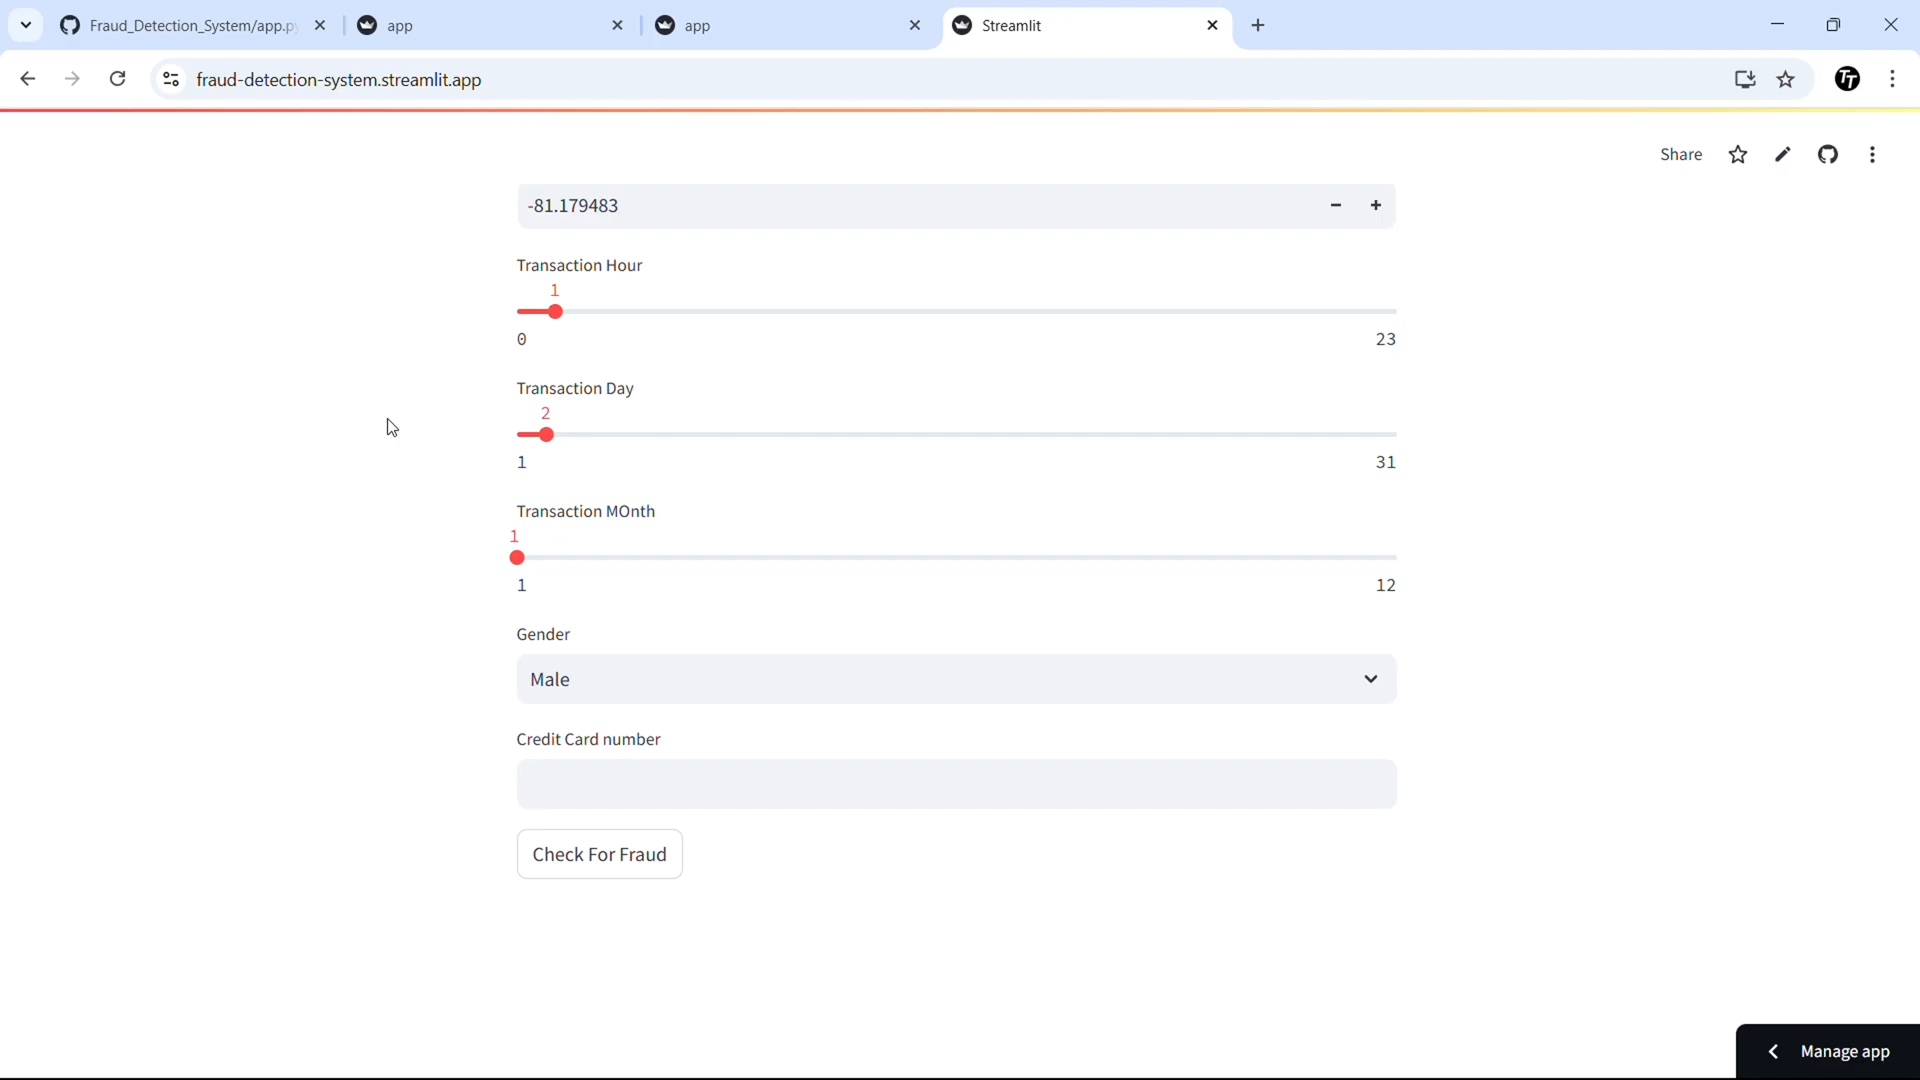 Fraud_Detection_System/app.py
app
app
Streamlit
fraud-detection-system.streamlit.app
TT
Share
-81.179483
Transaction Hour
1
0
23
Transaction Day
2
1
31
Transaction MOnth
1
1
12
Gender
Male
Credit Card number
Check For Fraud
Manage app